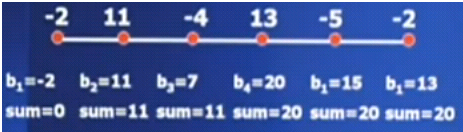 -2 11 -4 13 -5 -2
b₁=-2 b₂=11 b₃=7 b₄=20 b₁=15 b₁=13
sum=0 sum=11 sum=11 sum=20 sum=20 sum=20